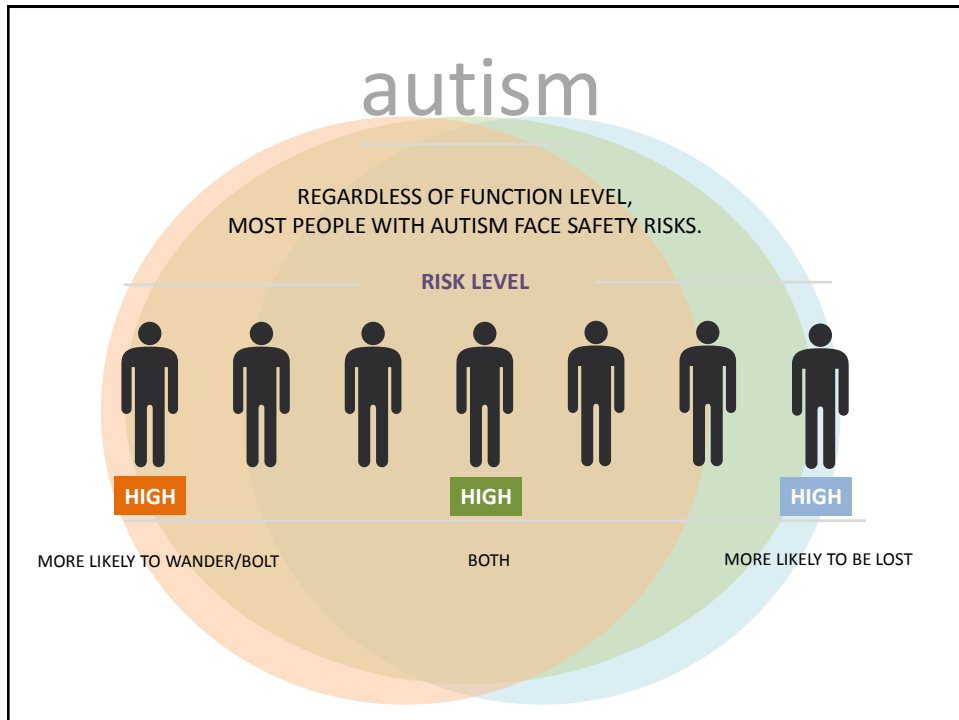 autism
REGARDLESS OF FUNCTION LEVEL,
MOST PEOPLE WITH AUTISM FACE SAFETY RISKS.
RISK LEVEL
HIGH HIGH HIGH
MORE LIKELY TO WANDER/BOLT BOTH MORE LIKELY TO BE LOST